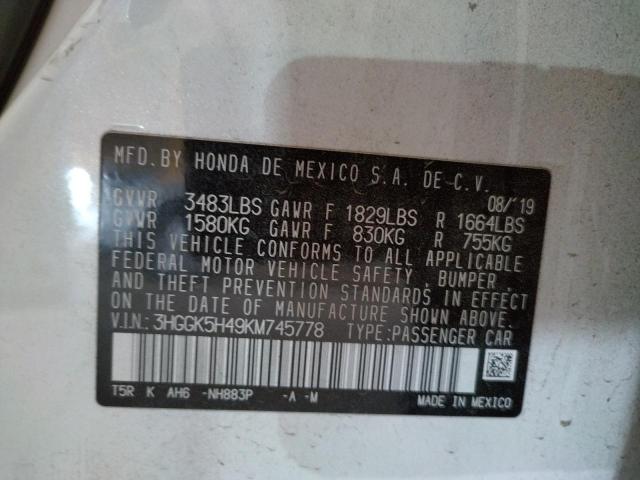 MFD. BY HONDA DE MEXICO S.A. DE C.V.
08/'19
GVWR 3483LBS GAWR F 1829LBS R 1664LBS
GVWR 1580KG GAWR F 830KG R 755KG
THIS VEHICLE CONFORMS TO ALL APPLICABLE
FEDERAL MOTOR VEHICLE SAFETY, BUMPER,
AND THEFT PREVENTION STANDARDS IN EFFECT
ON THE DATE OF MANUFACTURE SHOWN ABOVE.
V.I.N.: 3HGGK5H49KM745778 TYPE:PASSENGER CAR
T5R K AH6 -NH883P -A -M
MADE IN MEXICO